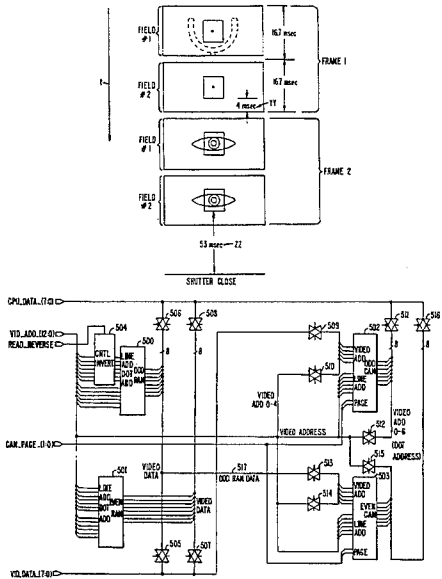 FIELD #1
16.7 msec
FRAME 1
FIELD #2
16.7 msec
4 msec YY
FIELD #1
FRAME 2
FIELD #2
53 msec ZZ
SHUTTER CLOSE
CPU_DATA_(7:0)
506
508
511
516
VID_ADD_(12:0)
READ_REVERSE
504
500
CNTL
INVERT
LINE ADD
DOT ADD
ODD RAM
8
8
509
502
VIDEO ADD
ODD CAM
LINE ADD
PAGE
8
8
510
VIDEO ADD 0-4
VIDEO ADDRESS
512
VIDEO ADD 0-6
(DOT ADDRESS)
515
CAM_PAGE_(1:0)
501
LINE ADD
DOT ADD
EVEN RAM
VIDEO DATA
VIDEO DATA
517
ODD RAM DATA
513
503
VIDEO ADD
EVEN CAM
LINE ADD
PAGE
514
505
507
VID_DATA_(7:0)